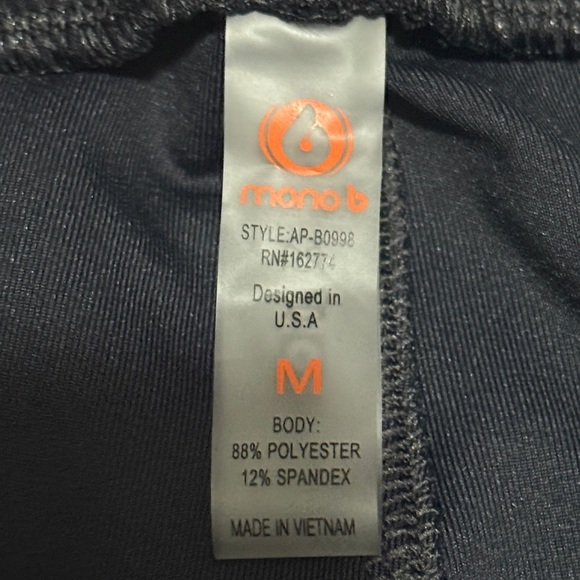 mono b
STYLE:AP-B0998
RN#162774
Designed in
U.S.A
M
BODY:
88% POLYESTER
12% SPANDEX
MADE IN VIETNAM